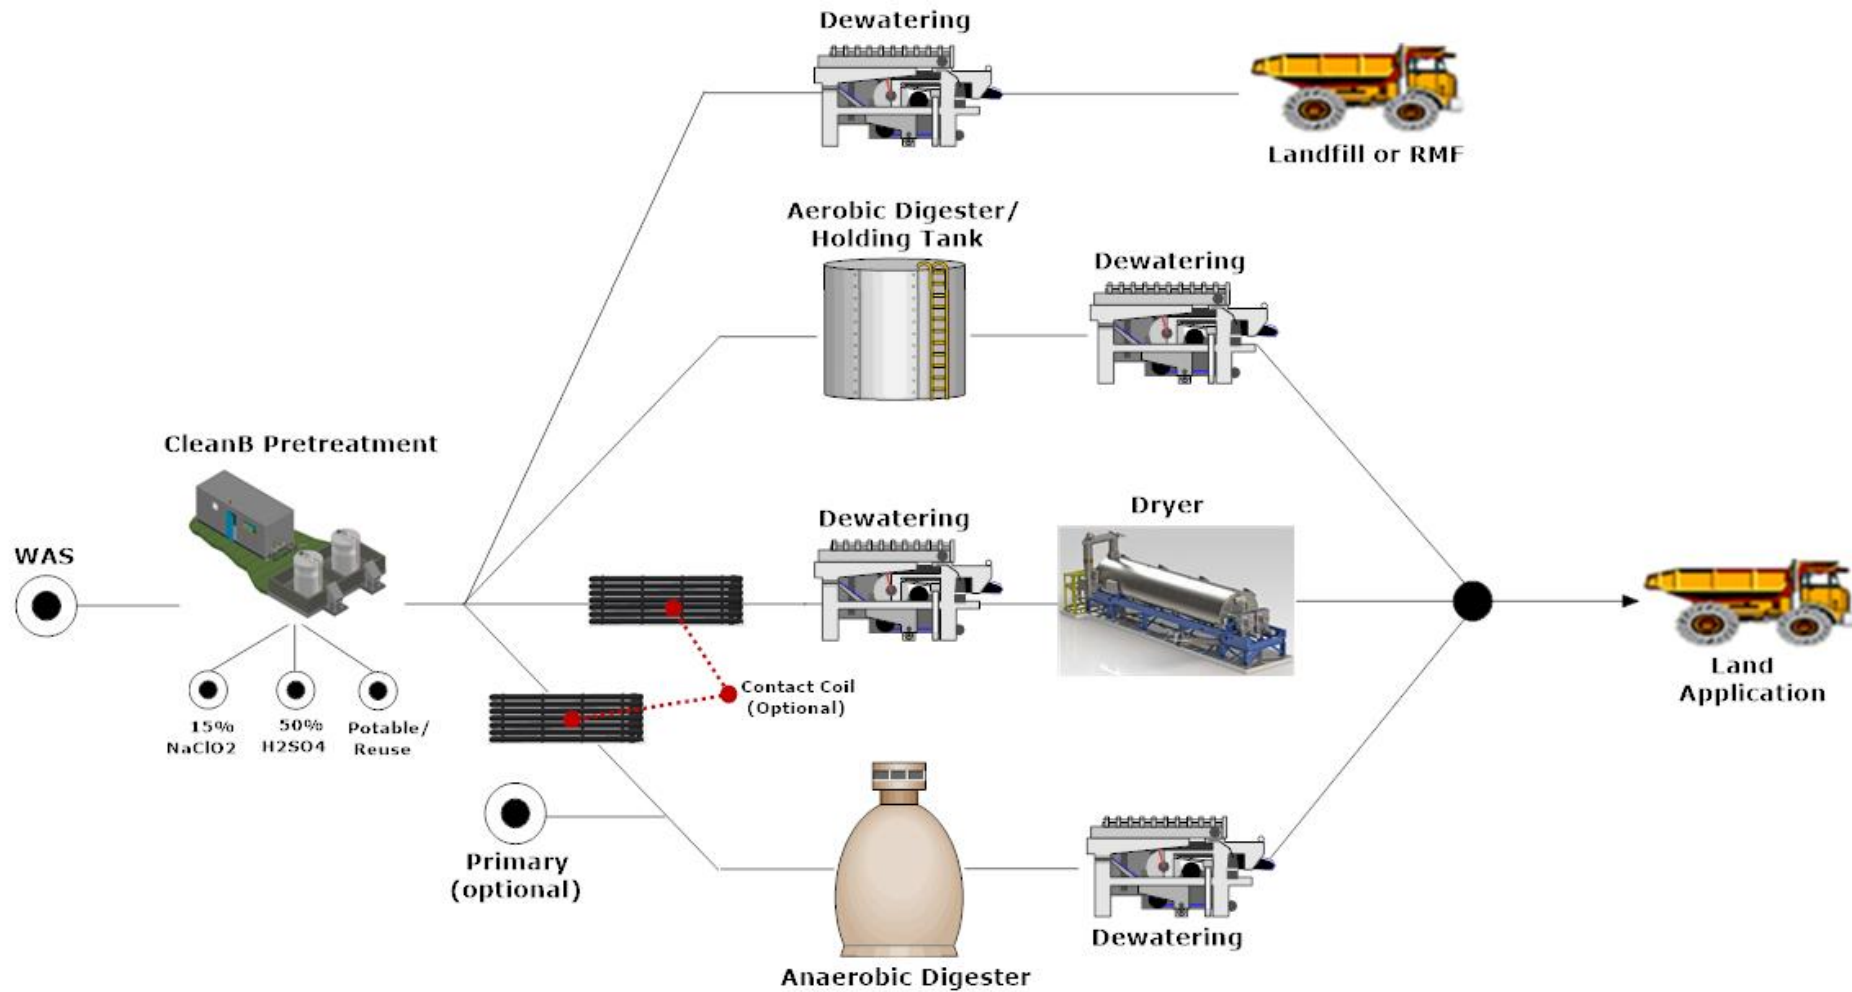 Dewatering
Landfill or RMF
Aerobic Digester/
Holding Tank
Dewatering
CleanB Pretreatment
WAS
15%
NaClO2
50%
H2SO4
Potable/
Reuse
Dewatering
Dryer
Contact Coil
(Optional)
Land
Application
Primary
(optional)
Anaerobic Digester
Dewatering